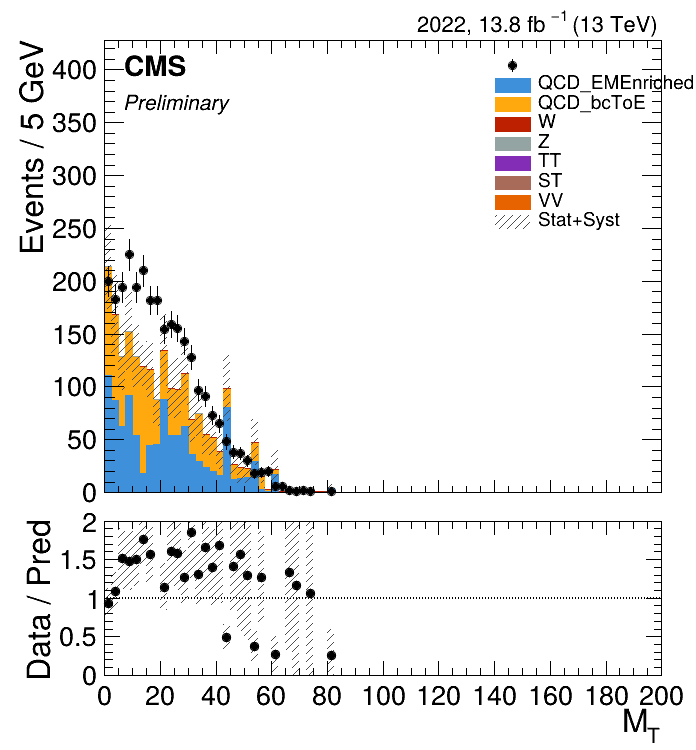 2022, 13.8 fb⁻¹ (13 TeV)
Events / 5 GeV
400
350
300
250
200
150
100
50
0
CMS
Preliminary
QCD_EMEnriched
QCD_bcToE
W
Z
TT
ST
VV
Stat+Syst
Data / Pred
2
1.5
1
0.5
0
0 20 40 60 80 100 120 140 160 180 200
M_T